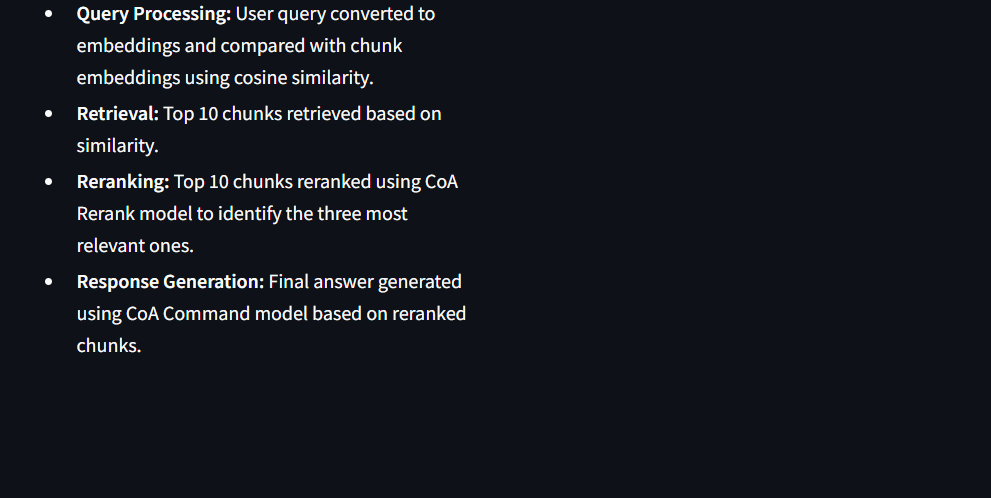 • Query Processing: User query converted to
embeddings and compared with chunk
embeddings using cosine similarity.
• Retrieval: Top 10 chunks retrieved based on
similarity.
• Reranking: Top 10 chunks reranked using CoA
Rerank model to identify the three most
relevant ones.
• Response Generation: Final answer generated
using CoA Command model based on reranked
chunks.